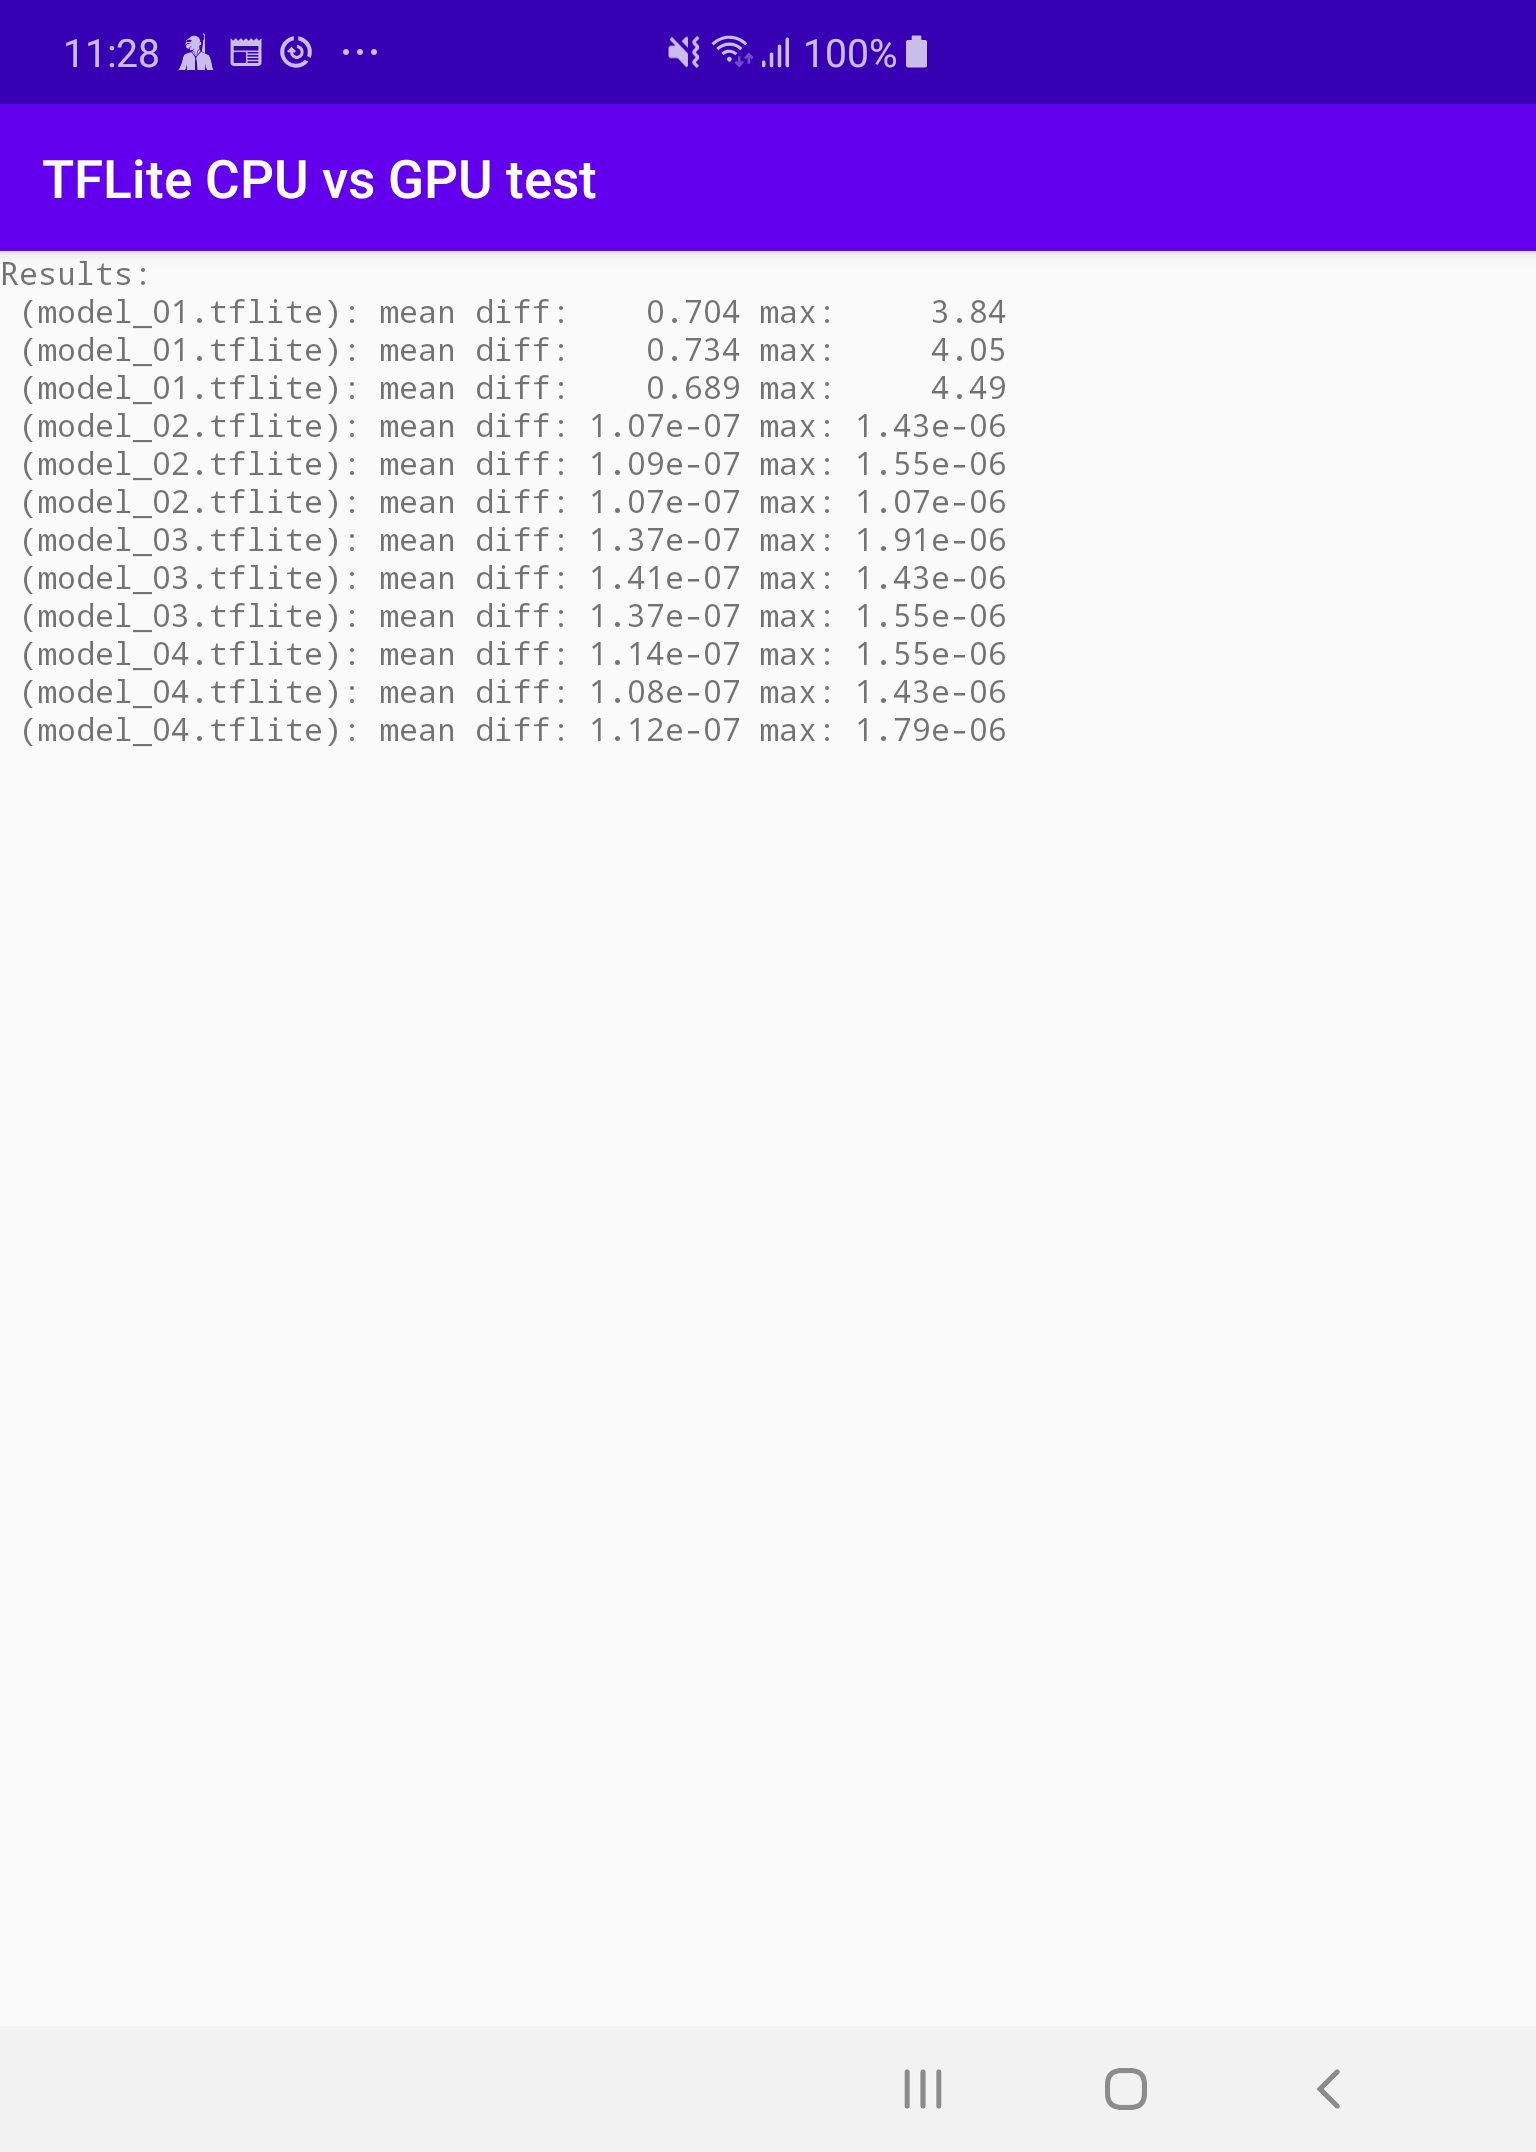 11:28 100%
TFLite CPU vs GPU test
Results:
(model_01.tflite): mean diff:    0.704 max:     3.84
(model_01.tflite): mean diff:    0.734 max:     4.05
(model_01.tflite): mean diff:    0.689 max:     4.49
(model_02.tflite): mean diff: 1.07e-07 max: 1.43e-06
(model_02.tflite): mean diff: 1.09e-07 max: 1.55e-06
(model_02.tflite): mean diff: 1.07e-07 max: 1.07e-06
(model_03.tflite): mean diff: 1.37e-07 max: 1.91e-06
(model_03.tflite): mean diff: 1.41e-07 max: 1.43e-06
(model_03.tflite): mean diff: 1.37e-07 max: 1.55e-06
(model_04.tflite): mean diff: 1.14e-07 max: 1.55e-06
(model_04.tflite): mean diff: 1.08e-07 max: 1.43e-06
(model_04.tflite): mean diff: 1.12e-07 max: 1.79e-06